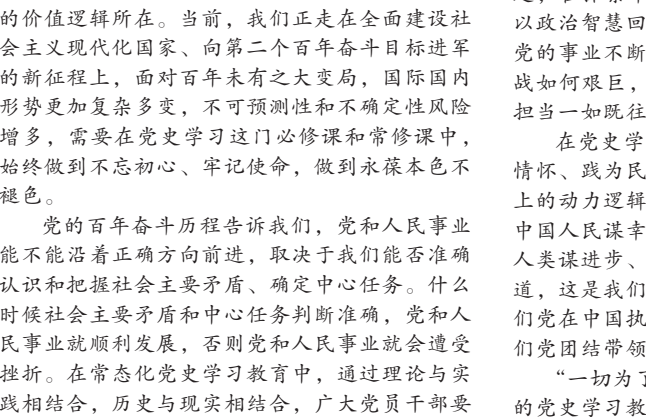 的价值逻辑所在。当前，我们正走在全面建设社
会主义现代化国家、向第二个百年奋斗目标进军
的新征程上，面对百年未有之大变局，国际国内
形势更加复杂多变，不可预测性和不确定性风险
增多，需要在党史学习这门必修课和常修课中，
始终做到不忘初心、牢记使命，做到永葆本色不
褪色。
党的百年奋斗历程告诉我们，党和人民事业
能不能沿着正确方向前进，取决于我们能否准确
认识和把握社会主要矛盾、确定中心任务。什么
时候社会主要矛盾和中心任务判断准确，党和人
民事业就顺利发展，否则党和人民事业就会遭受
挫折。在常态化党史学习教育中，通过理论与实
践相结合，历史与现实相结合，广大党员干部要
以政治智慧回
党的事业不断
战如何艰巨，
担当一如既往
在党史学
情怀、践为民
上的动力逻辑
中国人民谋幸
人类谋进步、
道，这是我们
们党在中国执
们党团结带领
“一切为了
的党史学习教